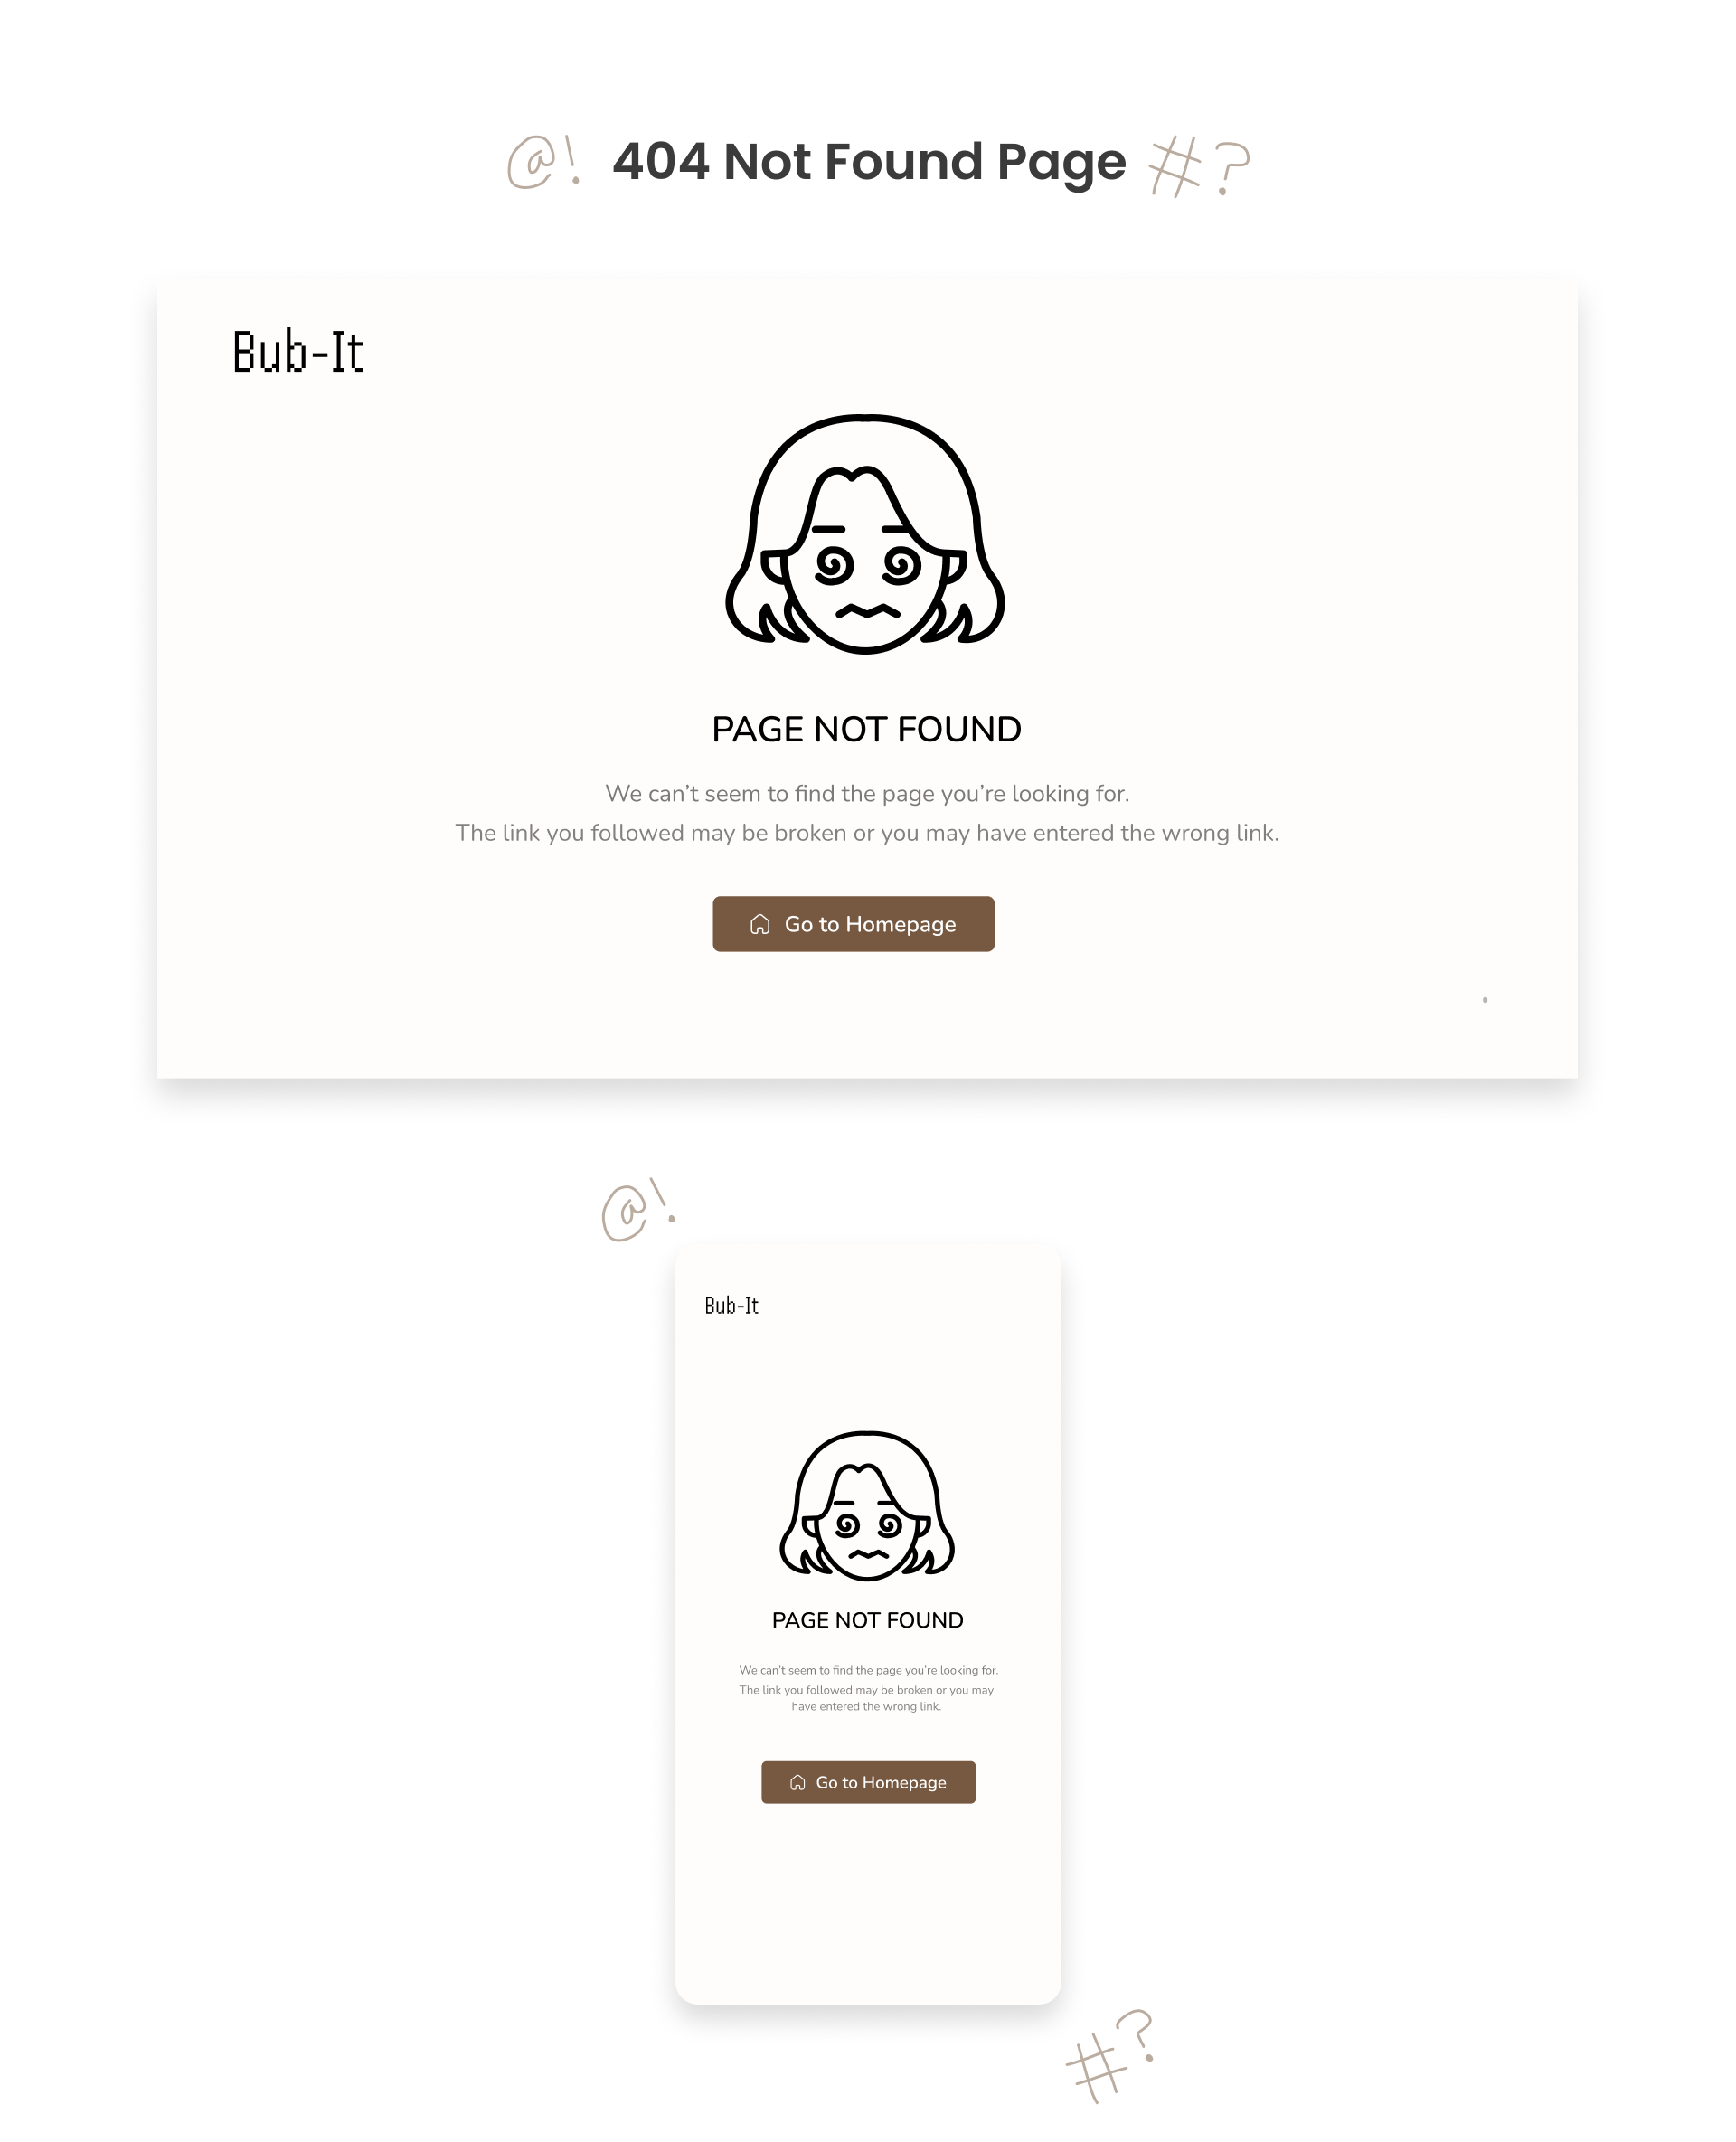 @! 404 Not Found Page #?
Bub-It
PAGE NOT FOUND
We can’t seem to find the page you’re looking for.
The link you followed may be broken or you may have entered the wrong link.
Go to Homepage
@!
Bub-It
PAGE NOT FOUND
We can’t seem to find the page you’re looking for.
The link you followed may be broken or you may
have entered the wrong link.
Go to Homepage
#?